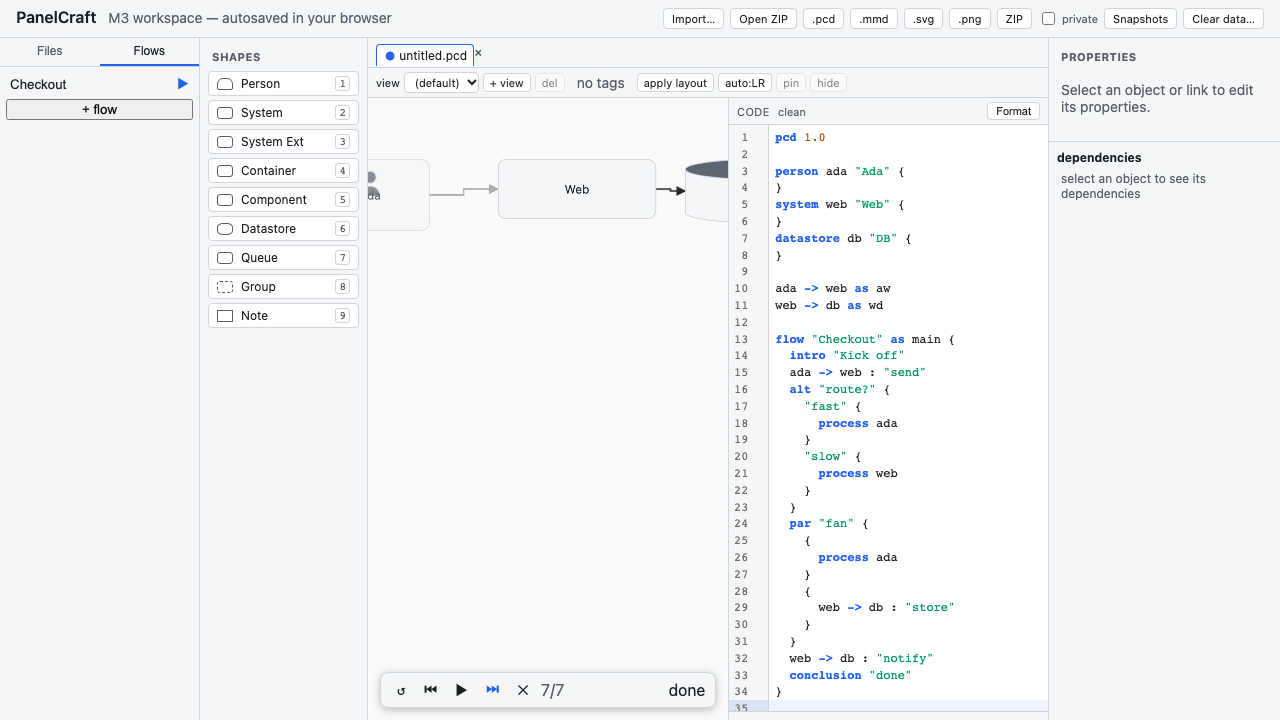 PanelCraft M3 workspace — autosaved in your browser
Import... Open ZIP .pcd .mmd .svg .png ZIP private Snapshots Clear data...
Files Flows
Checkout
+ flow
SHAPES
Person 1
System 2
System Ext 3
Container 4
Component 5
Datastore 6
Queue 7
Group 8
Note 9
untitled.pcd ×
view (default) + view del no tags apply layout auto:LR pin hide
da
Web
7/7 done
CODE clean Format
1 pcd 1.0
2
3 person ada "Ada" {
4 }
5 system web "Web" {
6 }
7 datastore db "DB" {
8 }
9
10 ada -> web as aw
11 web -> db as wd
12
13 flow "Checkout" as main {
14 intro "Kick off"
15 ada -> web : "send"
16 alt "route?" {
17 "fast" {
18 process ada
19 }
20 "slow" {
21 process web
22 }
23 }
24 par "fan" {
25 {
26 process ada
27 }
28 {
29 web -> db : "store"
30 }
31 }
32 web -> db : "notify"
33 conclusion "done"
34 }
35
PROPERTIES
Select an object or link to edit
its properties.
dependencies
select an object to see its
dependencies